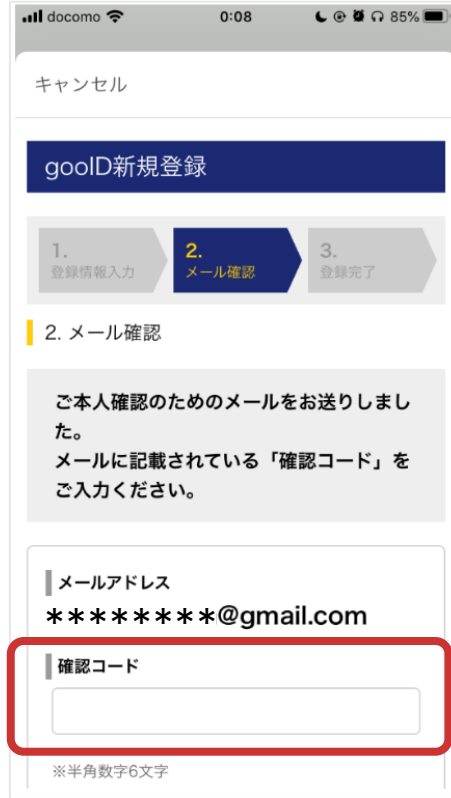 docomo 0:08 85%
キャンセル
gooID新規登録
1.
登録情報入力
2.
メール確認
3.
登録完了
2. メール確認
ご本人確認のためのメールをお送りしまし
た。
メールに記載されている「確認コード」を
ご入力ください。
メールアドレス
********@gmail.com
確認コード
※半角数字6文字